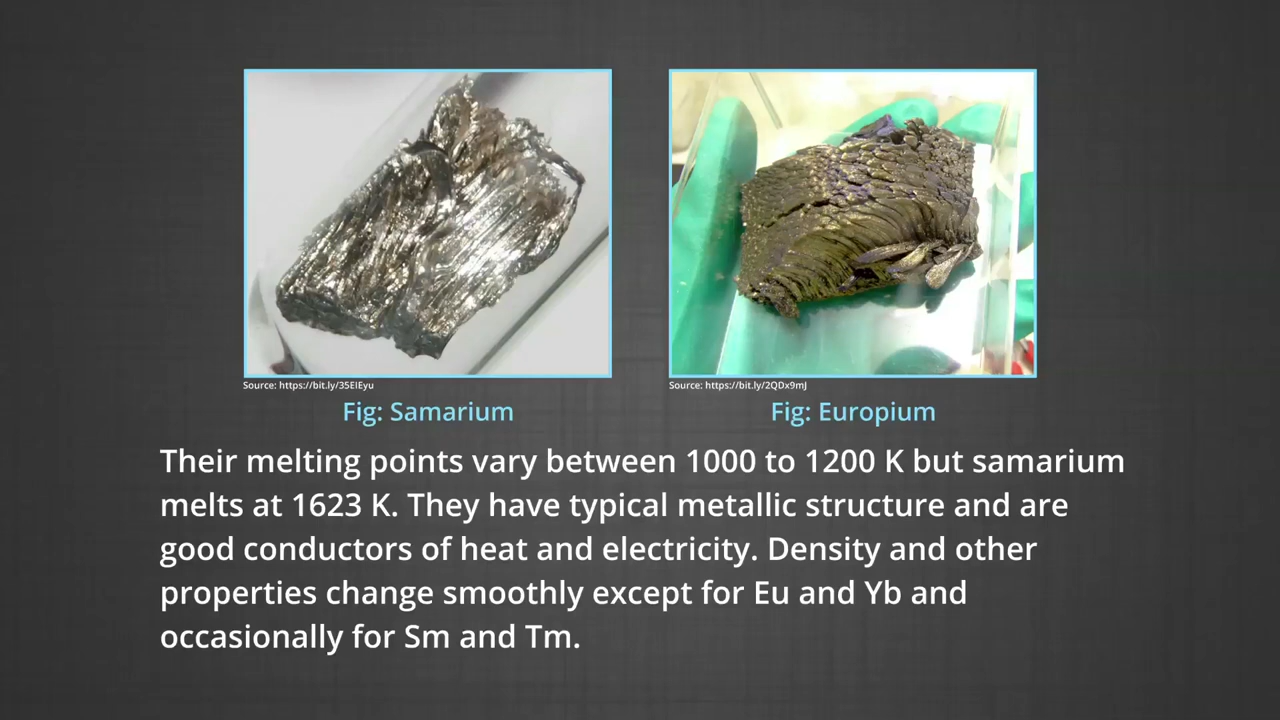 Source: https://bit.ly/35EIEyu
Source: https://bit.ly/2QDx9mJ
Fig: Samarium
Fig: Europium
Their melting points vary between 1000 to 1200 K but samarium
melts at 1623 K. They have typical metallic structure and are
good conductors of heat and electricity. Density and other
properties change smoothly except for Eu and Yb and
occasionally for Sm and Tm.